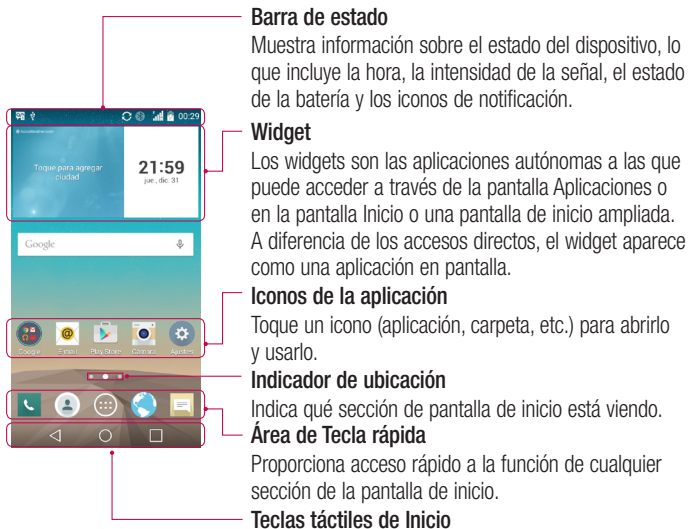 Barra de estado
Muestra información sobre el estado del dispositivo, lo
que incluye la hora, la intensidad de la señal, el estado
de la batería y los iconos de notificación.
00:29
AccuWeather.com
Toque para agregar
ciudad
21:59
jue., dic. 31
Widget
Los widgets son las aplicaciones autónomas a las que
puede acceder a través de la pantalla Aplicaciones o
en la pantalla Inicio o una pantalla de inicio ampliada.
A diferencia de los accesos directos, el widget aparece
como una aplicación en pantalla.
Google
Iconos de la aplicación
Toque un icono (aplicación, carpeta, etc.) para abrirlo
y usarlo.
Google E-mail Play Store Cámara Ajustes
Indicador de ubicación
Indica qué sección de pantalla de inicio está viendo.
Área de Tecla rápida
Proporciona acceso rápido a la función de cualquier
sección de la pantalla de inicio.
Teclas táctiles de Inicio